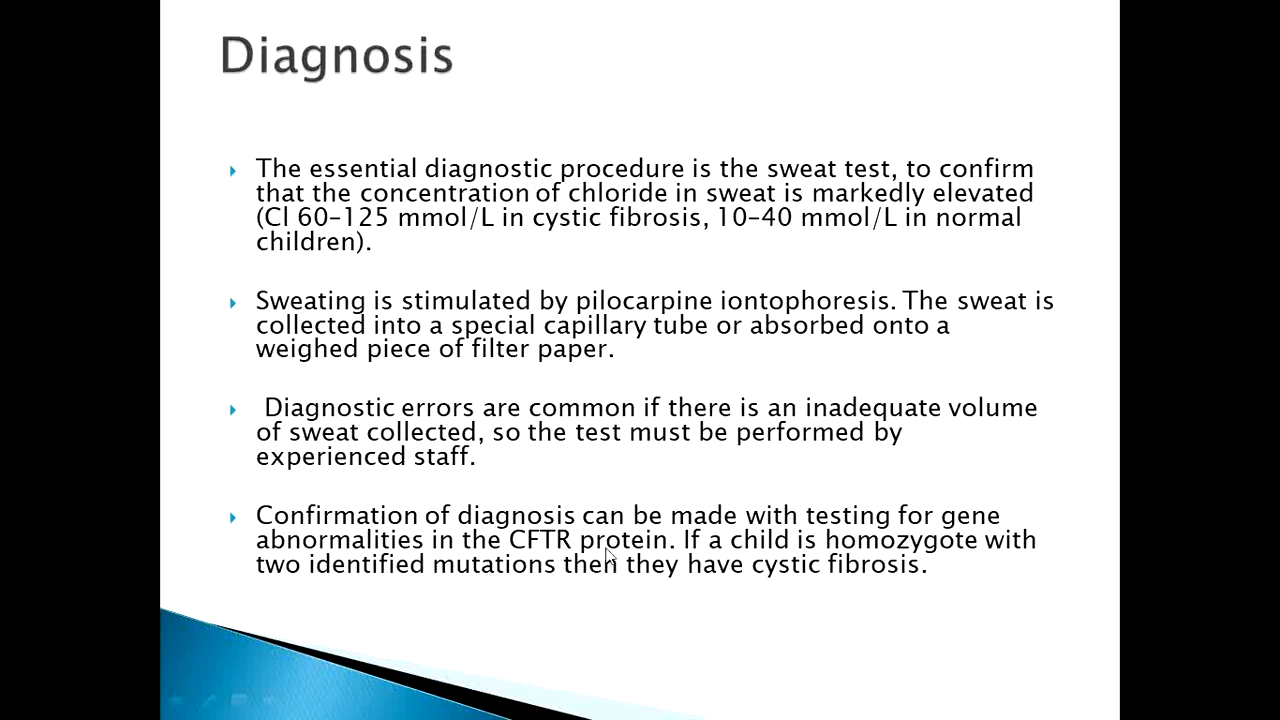 Diagnosis
The essential diagnostic procedure is the sweat test, to confirm
that the concentration of chloride in sweat is markedly elevated
(Cl 60-125 mmol/L in cystic fibrosis, 10-40 mmol/L in normal
children).
Sweating is stimulated by pilocarpine iontophoresis. The sweat is
collected into a special capillary tube or absorbed onto a
weighed piece of filter paper.
Diagnostic errors are common if there is an inadequate volume
of sweat collected, so the test must be performed by
experienced staff.
Confirmation of diagnosis can be made with testing for gene
abnormalities in the CFTR protein. If a child is homozygote with
two identified mutations then they have cystic fibrosis.